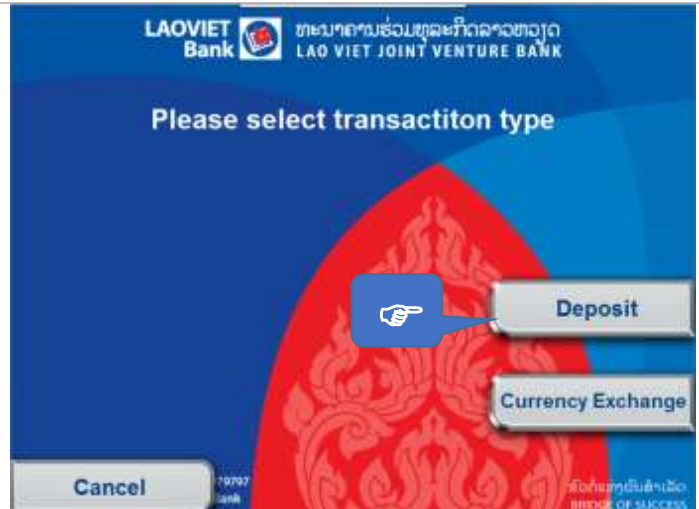 LAOVIET
Bank
ທະນາຄານຮ່ວມທຸລະກິດລາວຫວຽດ
LAO VIET JOINT VENTURE BANK
Please select transactiton type
Deposit
Currency Exchange
Cancel
79797
Bank
BRIDGE OF SUCCESS